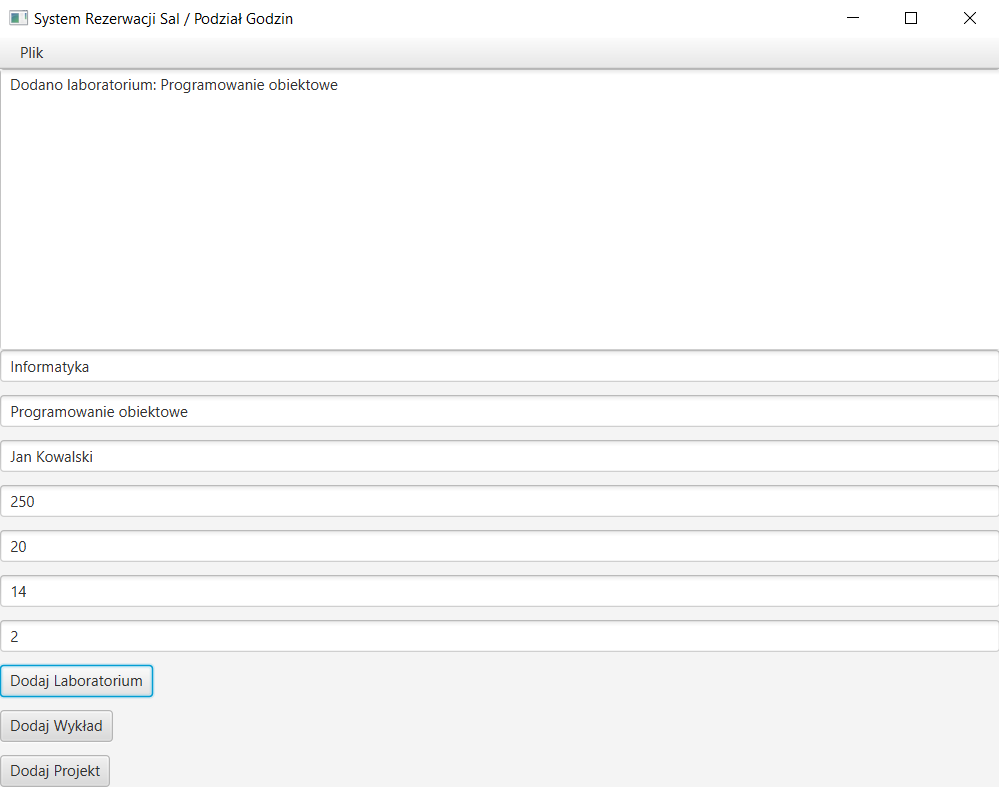 System Rezerwacji Sal / Podział Godzin
Plik
Dodano laboratorium: Programowanie obiektowe
Informatyka
Programowanie obiektowe
Jan Kowalski
250
20
14
2
Dodaj Laboratorium
Dodaj Wykład
Dodaj Projekt